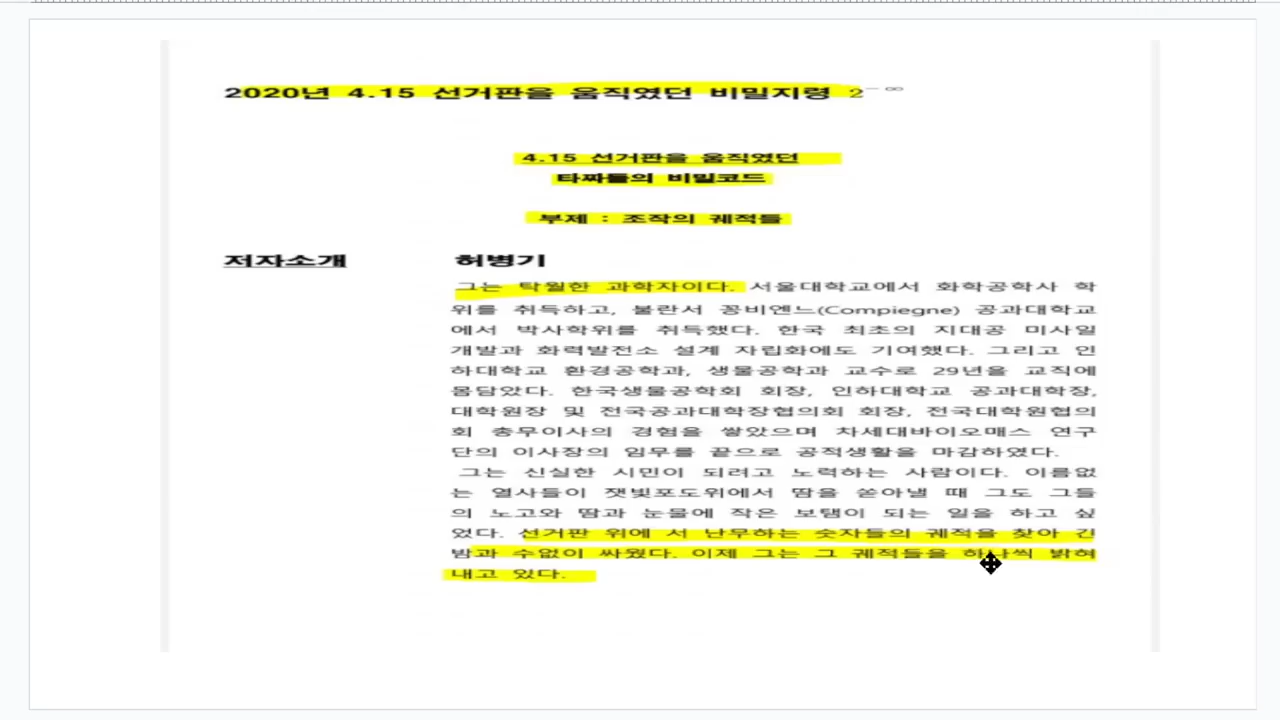 2020년 4.15 선거판을 움직였던 비밀지령 2⁻∞
4.15 선거판을 움직였던
타짜들의 비밀코드
부제 : 조작의 궤적들
저자소개 허병기
그는 탁월한 과학자이다. 서울대학교에서 화학공학사 학
위를 취득하고, 불란서 꽁비엔느(Compiegne) 공과대학교
에서 박사학위를 취득했다. 한국 최초의 지대공 미사일
개발과 화력발전소 설계 자립화에도 기여했다. 그리고 인
하대학교 환경공학과, 생물공학과 교수로 29년을 교직에
몸담았다. 한국생물공학회 회장, 인하대학교 공과대학장,
대학원장 및 전국공과대학장협의회 회장, 전국대학원협의
회 총무이사의 경험을 쌓았으며 차세대바이오매스 연구
단의 이사장의 임무를 끝으로 공적생활을 마감하였다.
그는 신실한 시민이 되려고 노력하는 사람이다. 이름없
는 열사들이 잿빛포도위에서 땀을 쏟아낼 때 그도 그들
의 노고와 땀과 눈물에 작은 보탬이 되는 일을 하고 싶
었다. 선거판 위에 서 난무하는 숫자들의 궤적을 찾아 긴
밤과 수없이 싸웠다. 이제 그는 그 궤적들을 하나씩 밝혀
내고 있다.